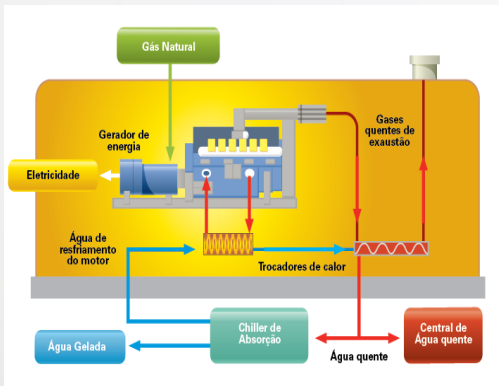 Gás Natural
Gerador de
energia
Gases
quentes de
exaustão
Eletricidade
Água de
resfriamento
do motor
Trocadores de calor
Chiller de
Absorção
Central de
Água quente
Água Gelada
Água quente